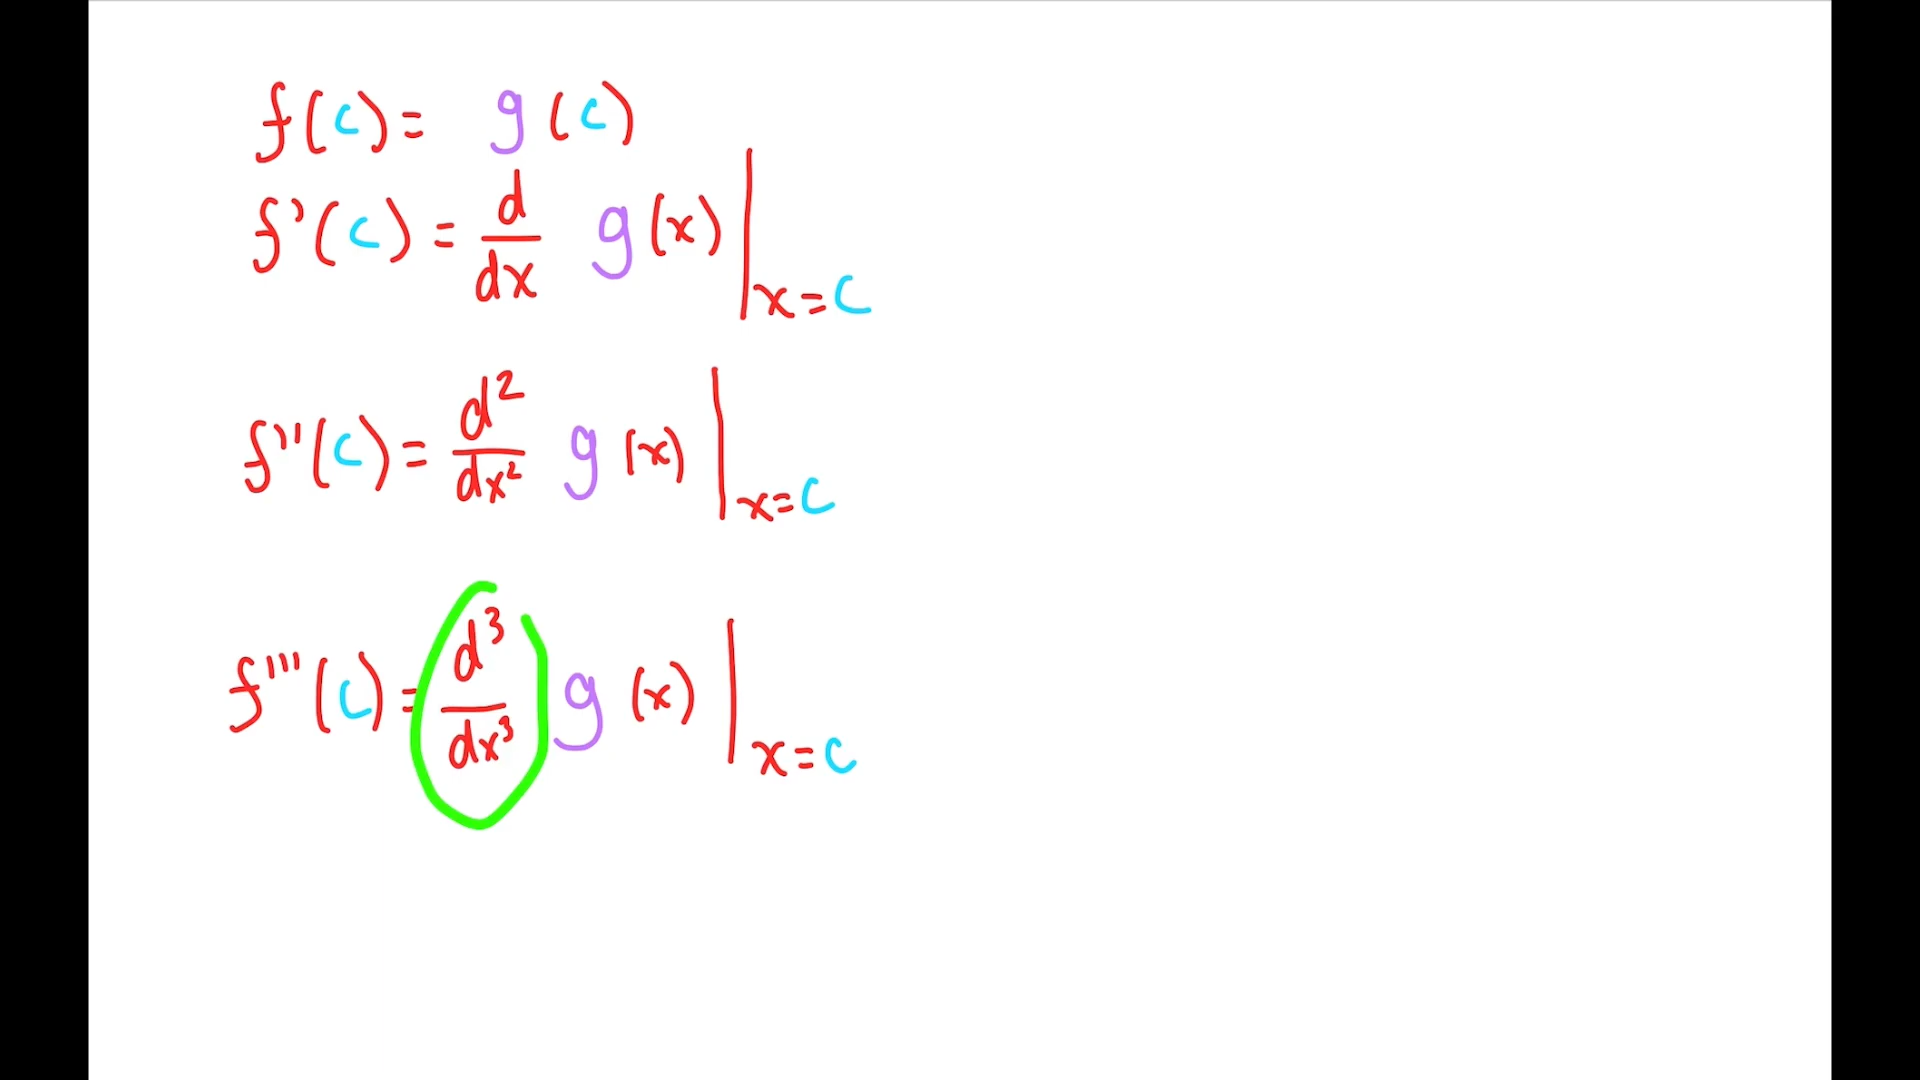 f(c) = g(c)
f'(c) = d/dx g(x) |x=c
f''(c) = d²/dx² g(x) |x=c
f'''(c) = d³/dx³ g(x) |x=c